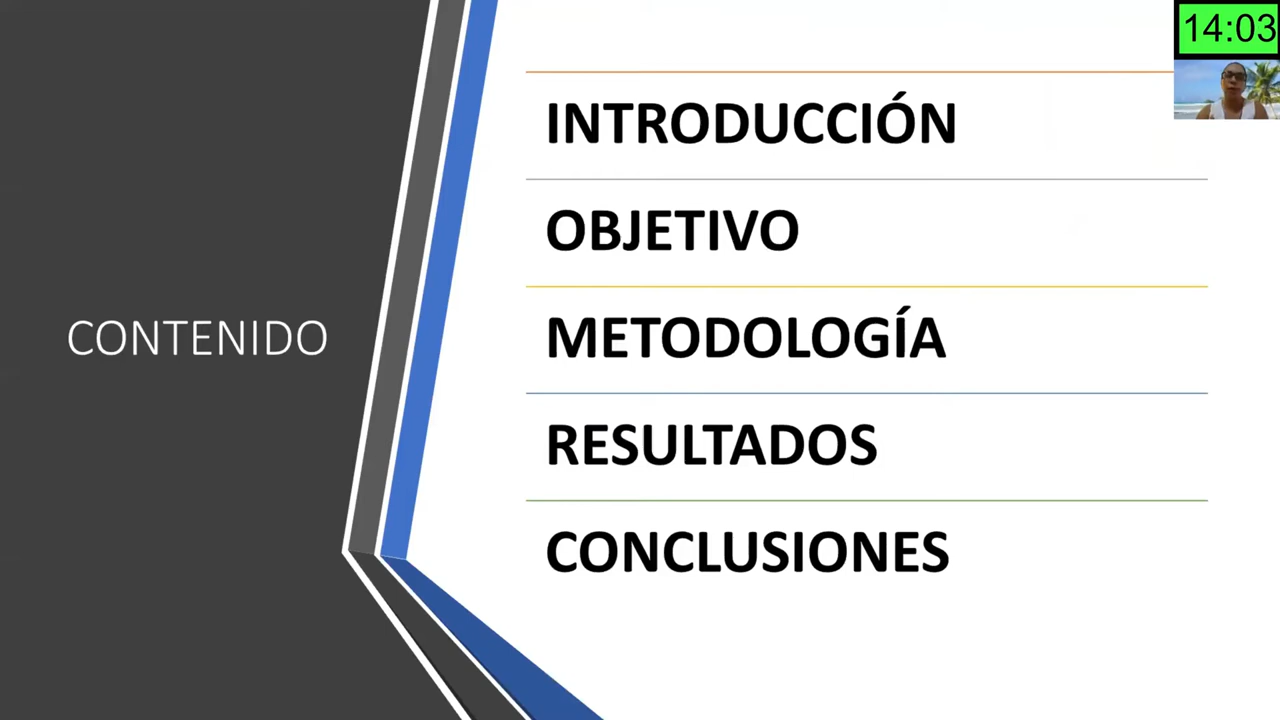 14:03
CONTENIDO
INTRODUCCIÓN
OBJETIVO
METODOLOGÍA
RESULTADOS
CONCLUSIONES